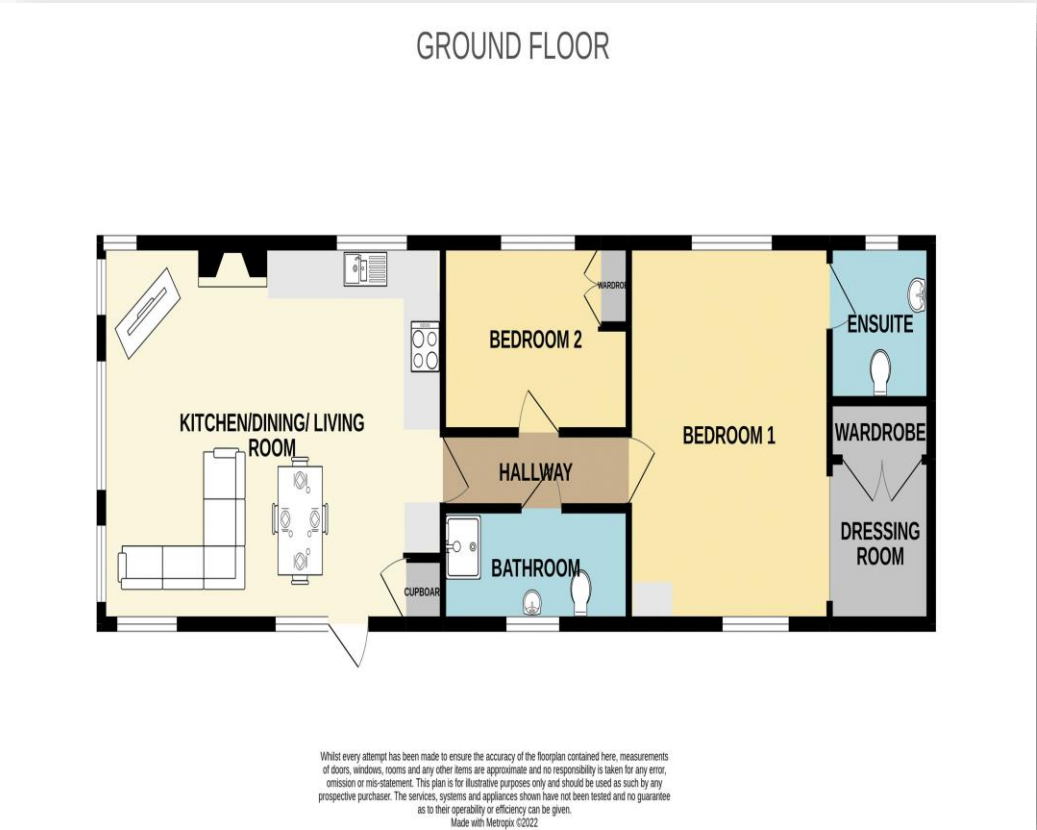 GROUND FLOOR
WARDROB
BEDROOM 2
ENSUITE
KITCHEN/DINING/ LIVING
ROOM
BEDROOM 1
WARDROBE
HALLWAY
DRESSING
ROOM
BATHROOM
CUPBOAR
Whilst every attempt has been made to ensure the accuracy of the floorplan contained here, measurements
of doors, windows, rooms and any other items are approximate and no responsibility is taken for any error,
omission or mis-statement. This plan is for illustrative purposes only and should be used as such by any
prospective purchaser. The services, systems and appliances shown have not been tested and no guarantee
as to their operability or efficiency can be given.
Made with Metropix ©2022